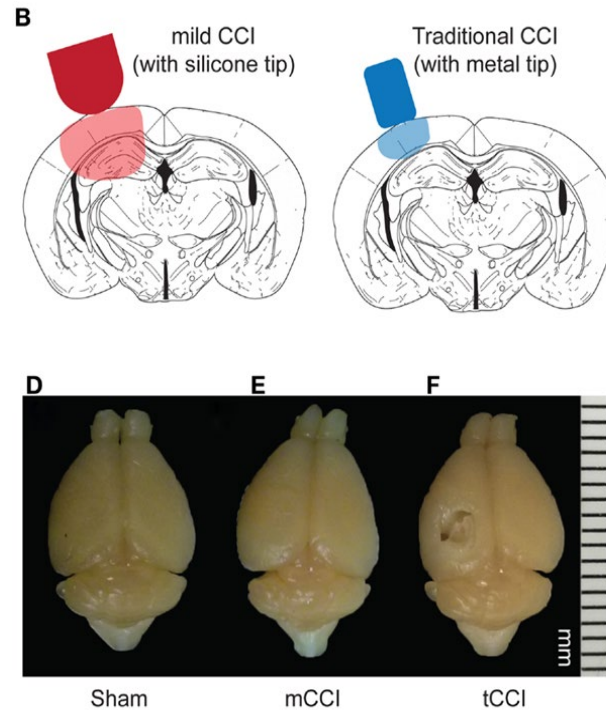 B
mild CCI
(with silicone tip)
Traditional CCI
(with metal tip)
D
E
F
mm
Sham
mCCI
tCCI